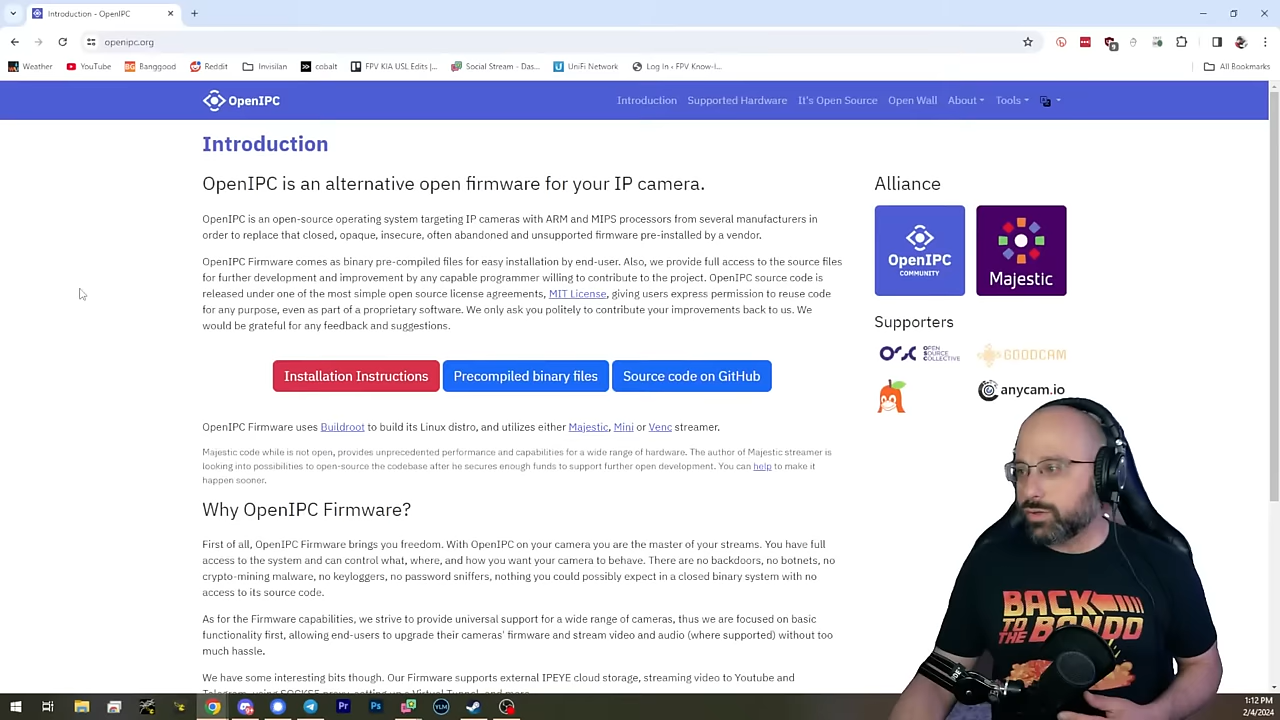 Introduction - OpenIPC
openipc.org
Weather
YouTube
Banggood
Reddit
Invisilan
cobalt
FPV KIA USL Edits |...
Social Stream - Das...
UniFi Network
Log In ‹ FPV Know-I...
All Bookmarks
OpenIPC
Introduction
Supported Hardware
It's Open Source
Open Wall
About
Tools
Introduction
OpenIPC is an alternative open firmware for your IP camera.
OpenIPC is an open-source operating system targeting IP cameras with ARM and MIPS processors from several manufacturers in
order to replace that closed, opaque, insecure, often abandoned and unsupported firmware pre-installed by a vendor.
OpenIPC Firmware comes as binary pre-compiled files for easy installation by end-user. Also, we provide full access to the source files
for further development and improvement by any capable programmer willing to contribute to the project. OpenIPC source code is
released under one of the most simple open source license agreements, MIT License, giving users express permission to reuse code
for any purpose, even as part of a proprietary software. We only ask you politely to contribute your improvements back to us. We
would be grateful for any feedback and suggestions.
Installation Instructions
Precompiled binary files
Source code on GitHub
OpenIPC Firmware uses Buildroot to build its Linux distro, and utilizes either Majestic, Mini or Venc streamer.
Majestic code while is not open, provides unprecedented performance and capabilities for a wide range of hardware. The author of Majestic streamer is
looking into possibilities to open-source the codebase after he secures enough funds to support further open development. You can help to make it
happen sooner.
Why OpenIPC Firmware?
First of all, OpenIPC Firmware brings you freedom. With OpenIPC on your camera you are the master of your streams. You have full
access to the system and can control what, where, and how you want your camera to behave. There are no backdoors, no botnets, no
crypto-mining malware, no keyloggers, no password sniffers, nothing you could possibly expect in a closed binary system with no
access to its source code.
As for the Firmware capabilities, we strive to provide universal support for a wide range of cameras, thus we are focused on basic
functionality first, allowing end-users to upgrade their cameras' firmware and stream video and audio (where supported) without too
much hassle.
We have some interesting bits though. Our Firmware supports external IPEYE cloud storage, streaming video to Youtube and
Telegram, using SOCKS5 proxy, setting up a Virtual Tunnel, and more.
Alliance
OpenIPC
COMMUNITY
Majestic
Supporters
OPEN
SOURCE
COLLECTIVE
GOODCAM
anycam.io
BACK
TO THE BANDO
1:12 PM
2/4/2024